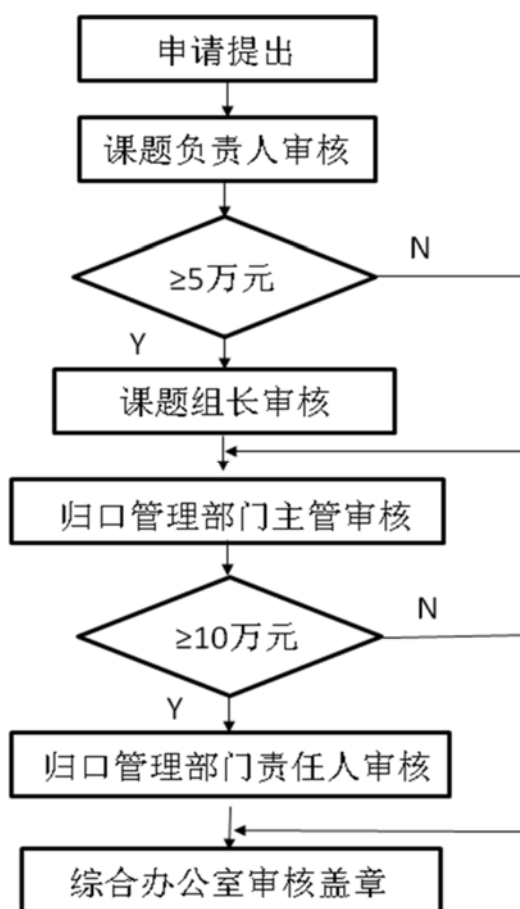 申请提出
课题负责人审核
≥5万元
N
Y
课题组长审核
归口管理部门主管审核
≥10万元
N
Y
归口管理部门责任人审核
综合办公室审核盖章